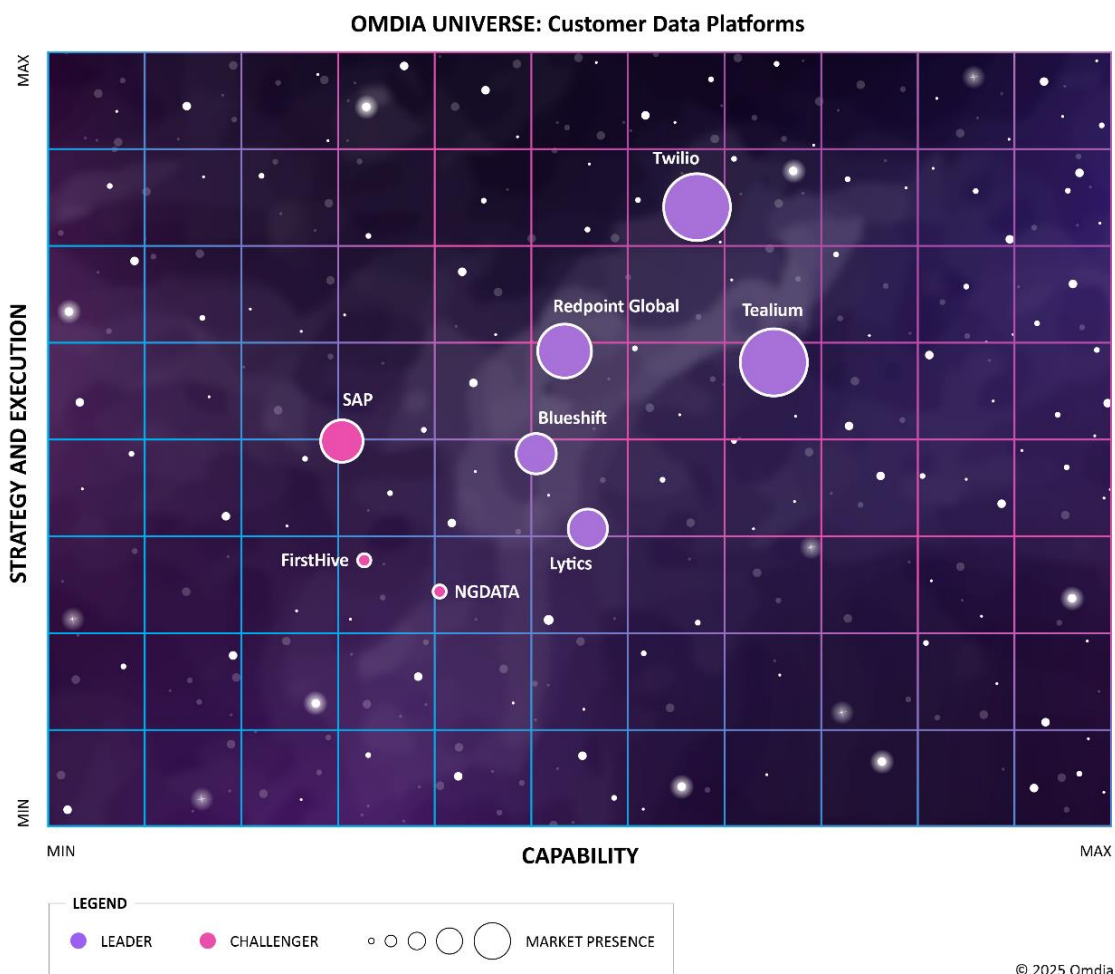 OMDIA UNIVERSE: Customer Data Platforms
MAX
Twilio
Redpoint Global
Tealium
SAP
Blueshift
FirstHive
Lytics
NGDATA
STRATEGY AND EXECUTION
MIN
MIN
CAPABILITY
MAX
LEGEND
LEADER
CHALLENGER
MARKET PRESENCE
© 2025 Omdia